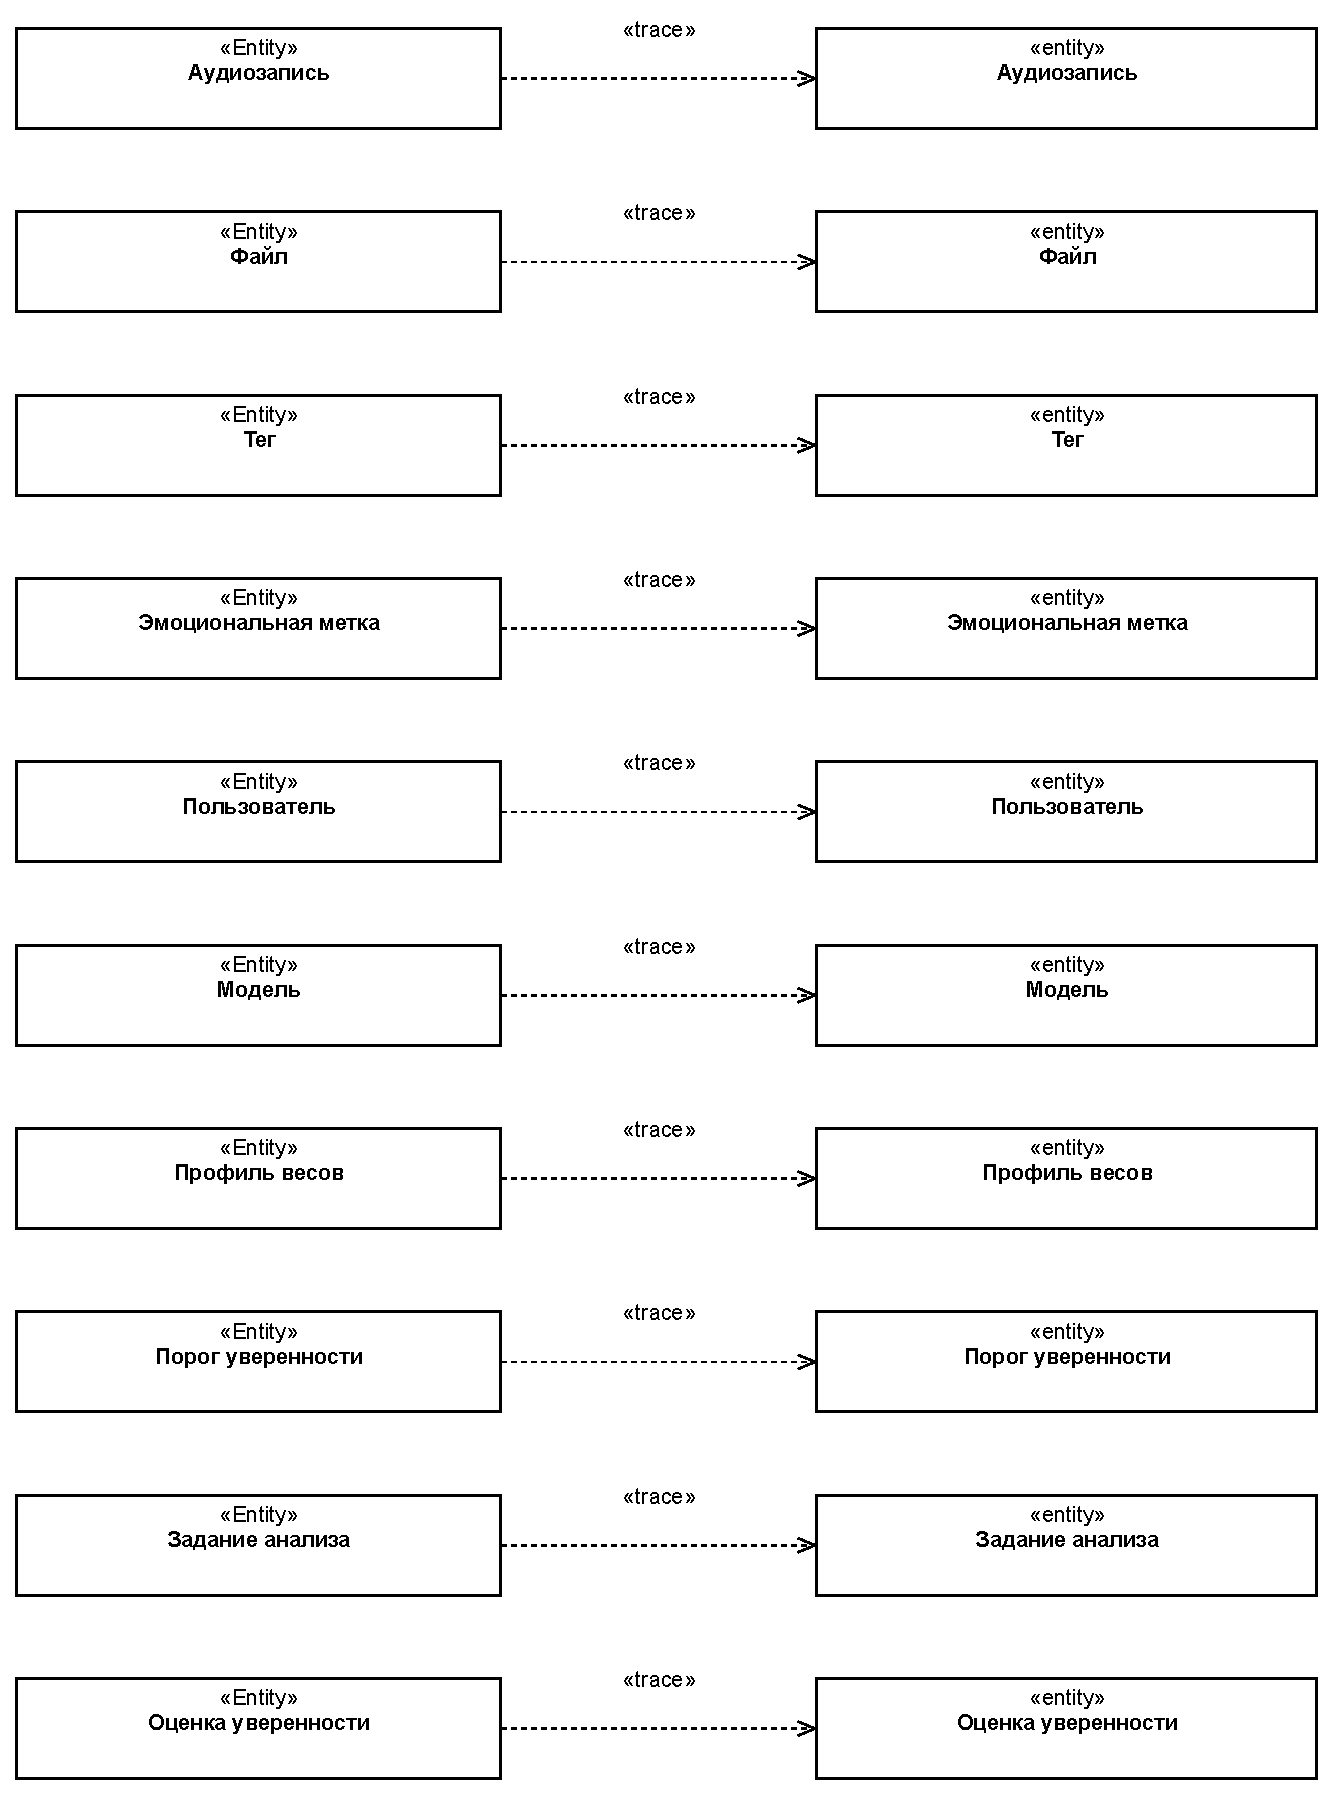 «trace»
«Entity»
Аудиозапись
«entity»
Аудиозапись
«trace»
«Entity»
Файл
«entity»
Файл
«trace»
«Entity»
Тег
«entity»
Тег
«trace»
«Entity»
Эмоциональная метка
«entity»
Эмоциональная метка
«trace»
«Entity»
Пользователь
«entity»
Пользователь
«trace»
«Entity»
Модель
«entity»
Модель
«trace»
«Entity»
Профиль весов
«entity»
Профиль весов
«trace»
«Entity»
Порог уверенности
«entity»
Порог уверенности
«trace»
«Entity»
Задание анализа
«entity»
Задание анализа
«trace»
«Entity»
Оценка уверенности
«entity»
Оценка уверенности